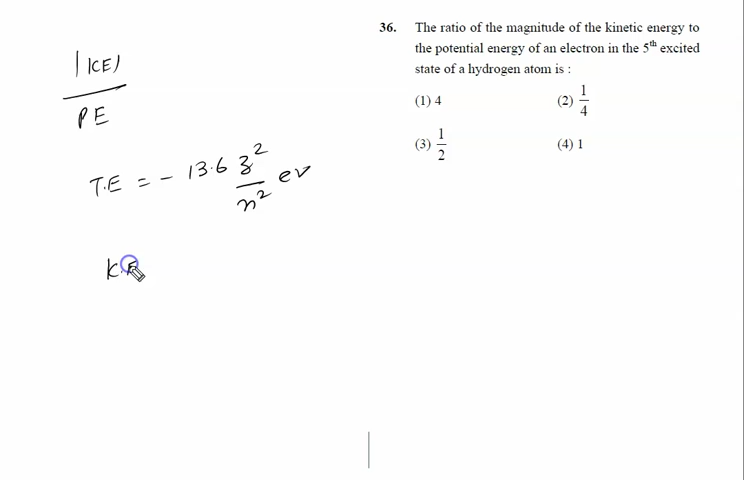 |KE|
PE
T.E = - 13.6 z²/n² ev
KE
36. The ratio of the magnitude of the kinetic energy to
the potential energy of an electron in the 5th excited
state of a hydrogen atom is :
(1) 4 (2) 1/4
(3) 1/2 (4) 1